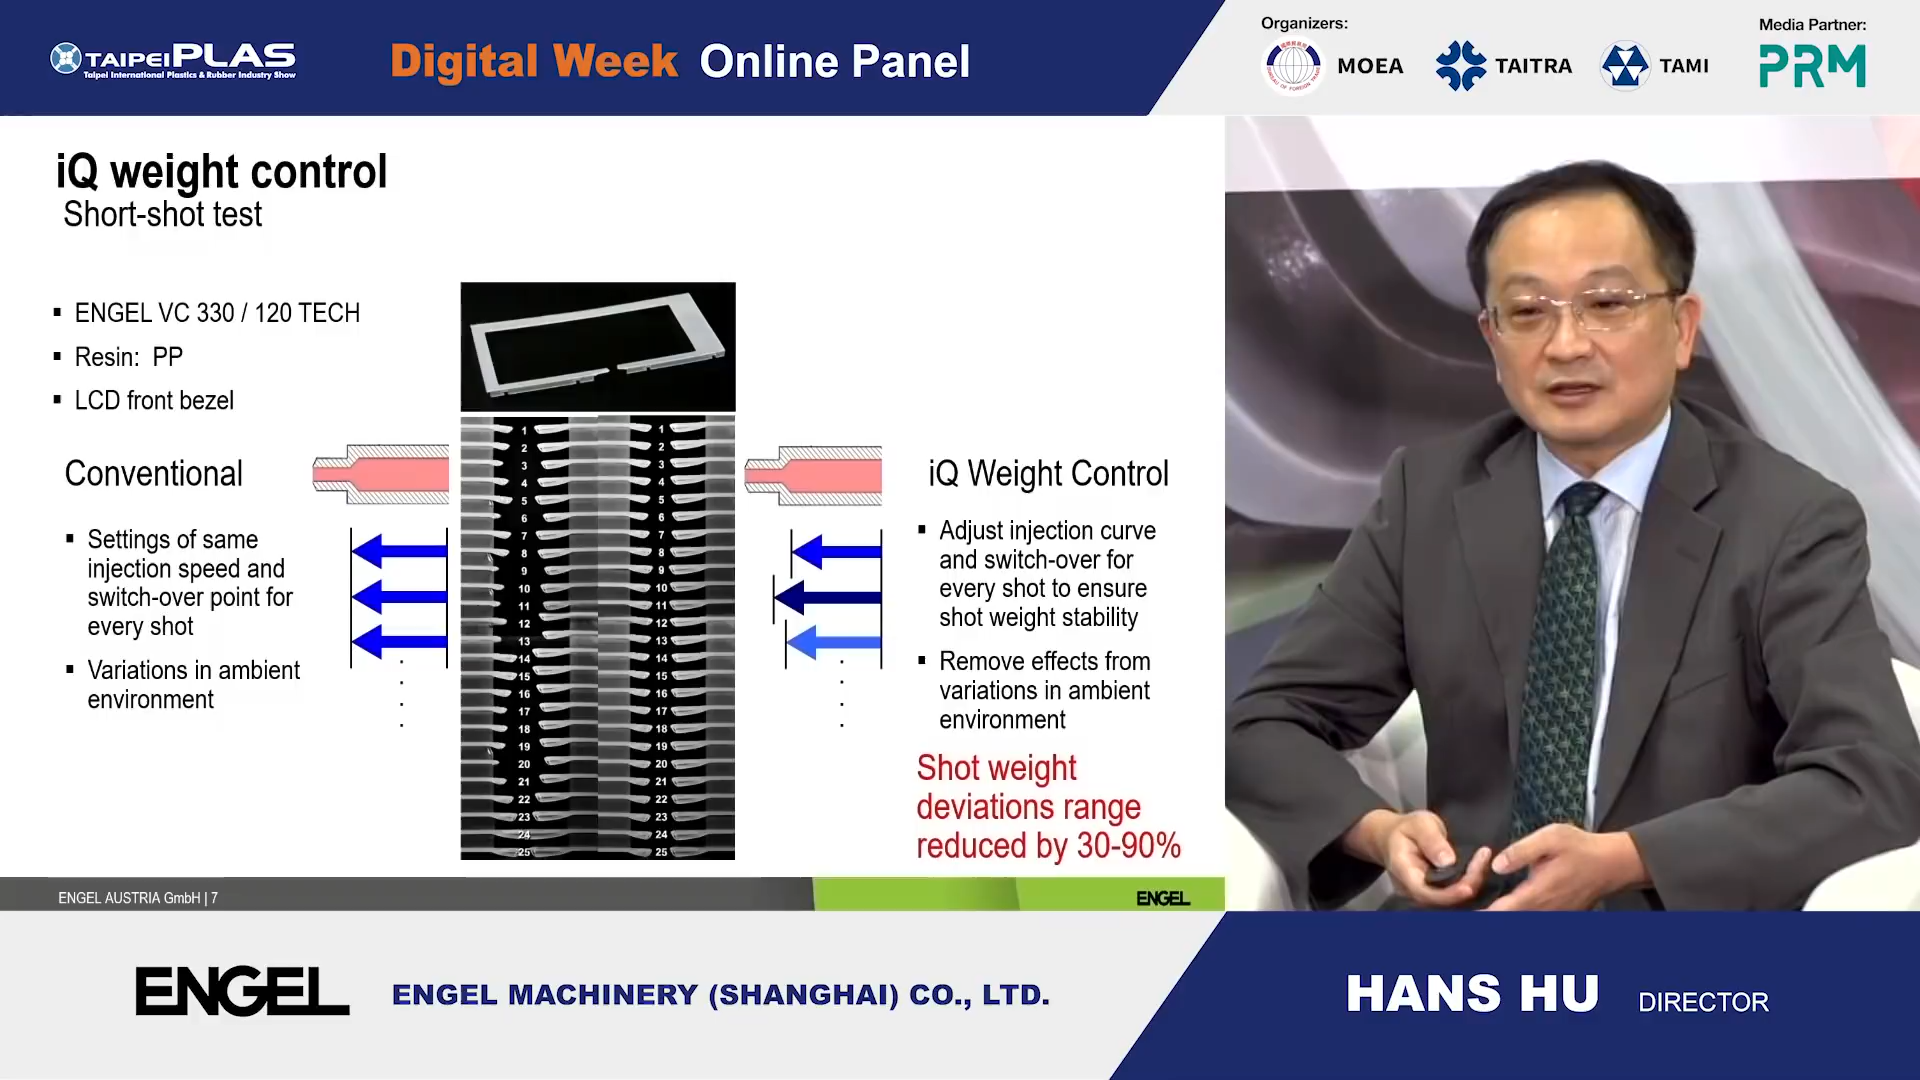 TAIPEIPLAS
Taipei International Plastics & Rubber Industry Show
Digital Week Online Panel
Organizers:
MOEA
TAITRA
TAMI
Media Partner:
PRM
iQ weight control
Short-shot test
▪ ENGEL VC 330 / 120 TECH
▪ Resin: PP
▪ LCD front bezel
Conventional
▪ Settings of same
injection speed and
switch-over point for
every shot
▪ Variations in ambient
environment
1 1
2 2
3 3
4 4
5 5
6 6
7 7
8 8
9 9
10 10
11 11
12 12
13 13
14 14
15 15
16 16
17 17
18 18
19 19
20 20
21 21
22 22
23 23
24 24
25 25
iQ Weight Control
▪ Adjust injection curve
and switch-over for
every shot to ensure
shot weight stability
▪ Remove effects from
variations in ambient
environment
Shot weight
deviations range
reduced by 30-90%
ENGEL AUSTRIA GmbH | 7
ENGEL
ENGEL
ENGEL MACHINERY (SHANGHAI) CO., LTD.
HANS HU DIRECTOR